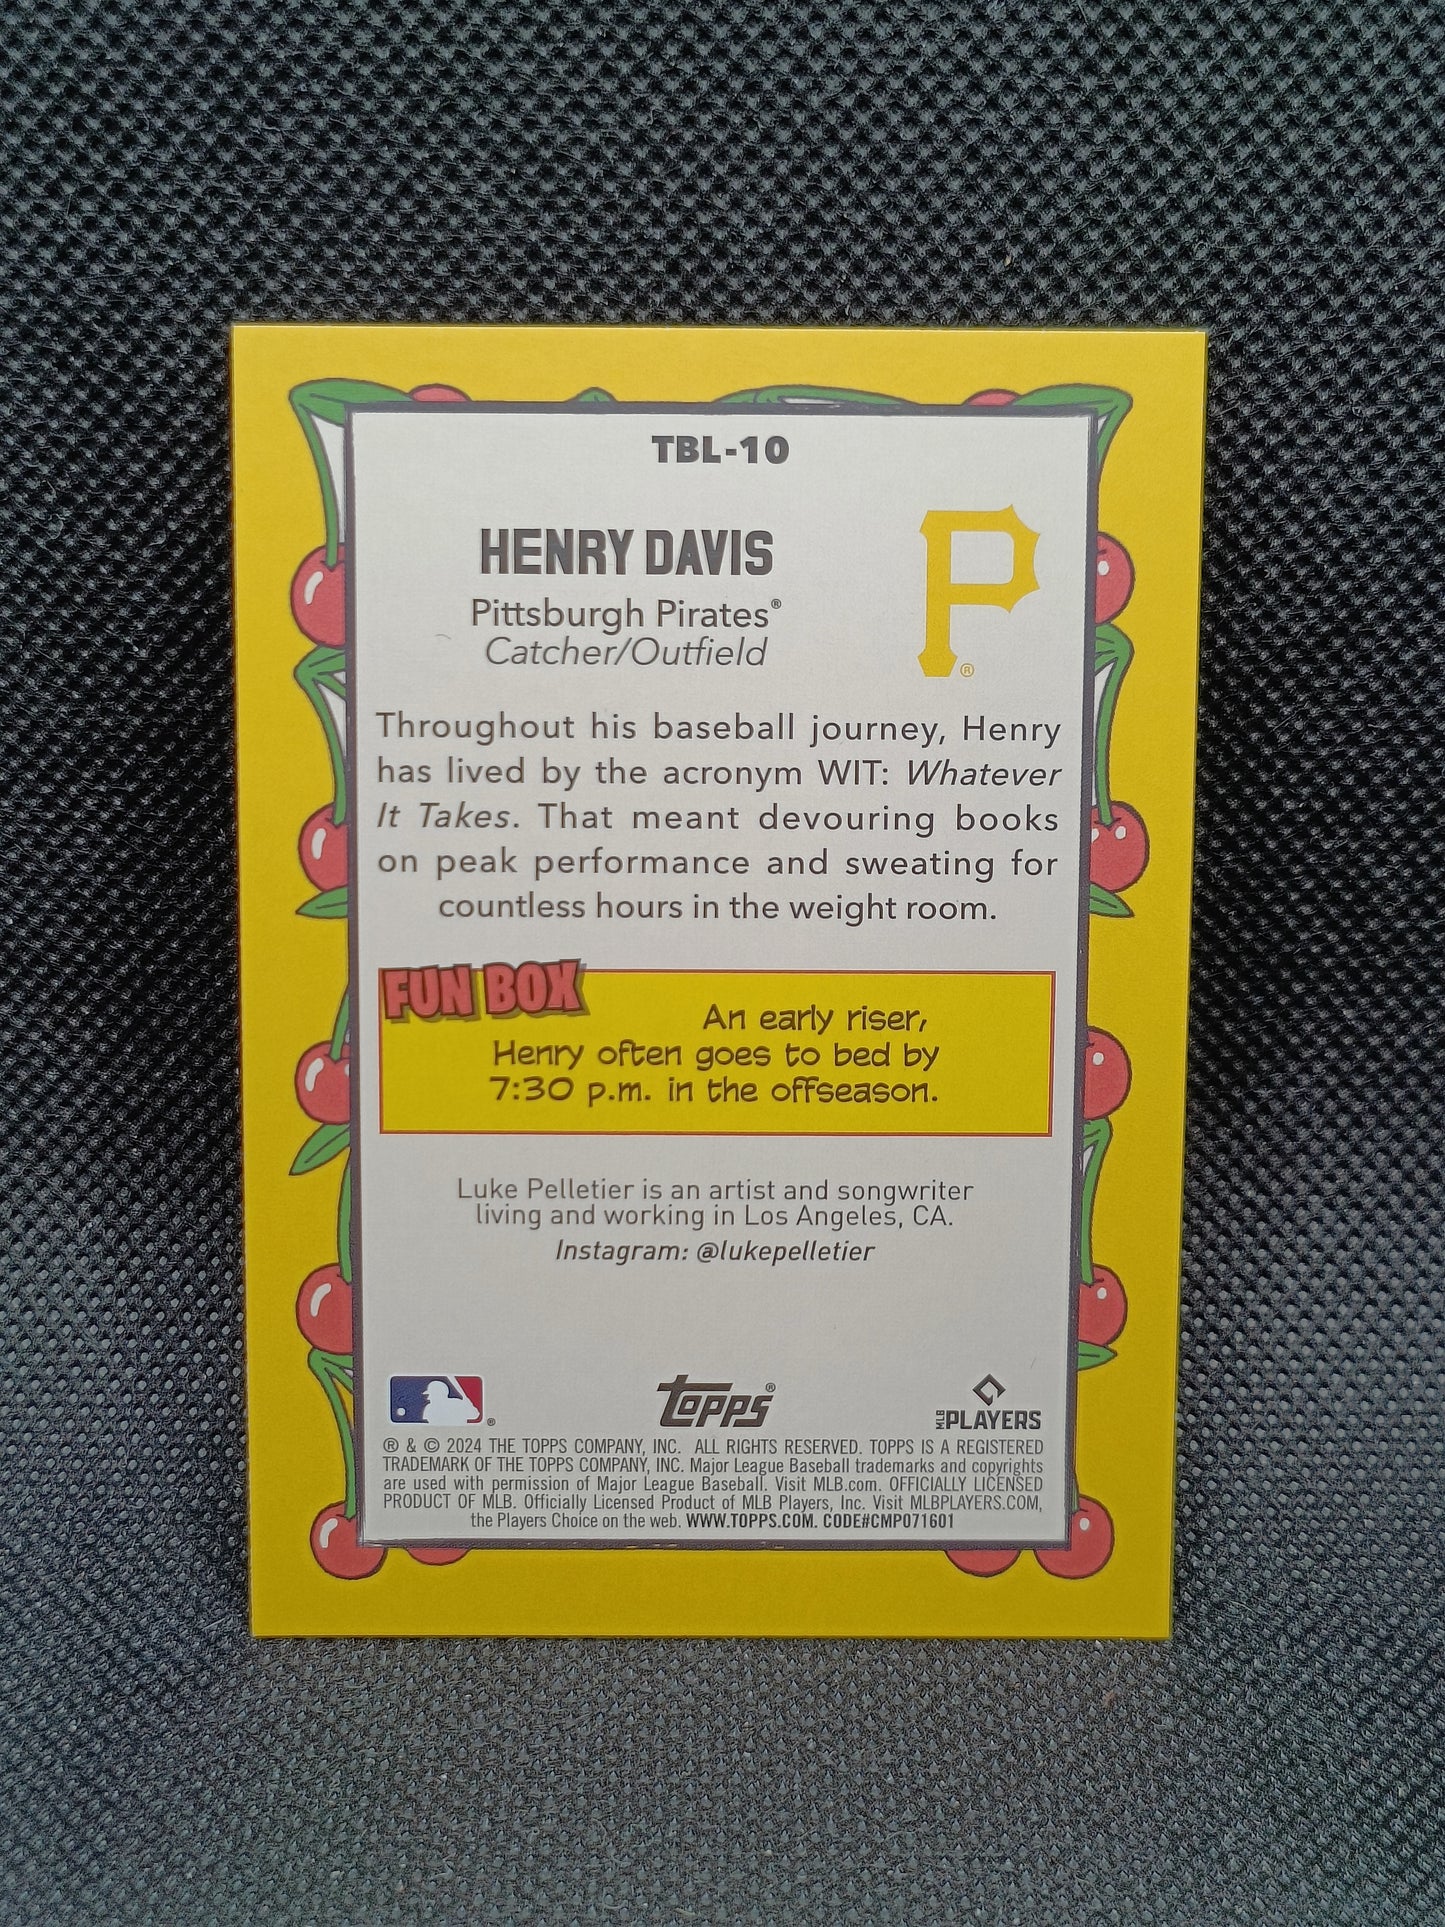 TBL-10
HENRY DAVIS
P
®
Pittsburgh Pirates®
Catcher/Outfield
Throughout his baseball journey, Henry
has lived by the acronym WIT: Whatever
It Takes. That meant devouring books
on peak performance and sweating for
countless hours in the weight room.
FUN BOX
An early riser,
Henry often goes to bed by
7:30 p.m. in the offseason.
Luke Pelletier is an artist and songwriter
living and working in Los Angeles, CA.
Instagram: @lukepelletier
®
TOPPS®
MLB PLAYERS
® & © 2024 THE TOPPS COMPANY, INC. ALL RIGHTS RESERVED. TOPPS IS A REGISTERED
TRADEMARK OF THE TOPPS COMPANY, INC. Major League Baseball trademarks and copyrights
are used with permission of Major League Baseball. Visit MLB.com. OFFICIALLY LICENSED
PRODUCT OF MLB. Officially Licensed Product of MLB Players, Inc. Visit MLBPLAYERS.COM,
the Players Choice on the web. WWW.TOPPS.COM. CODE#CMP071601